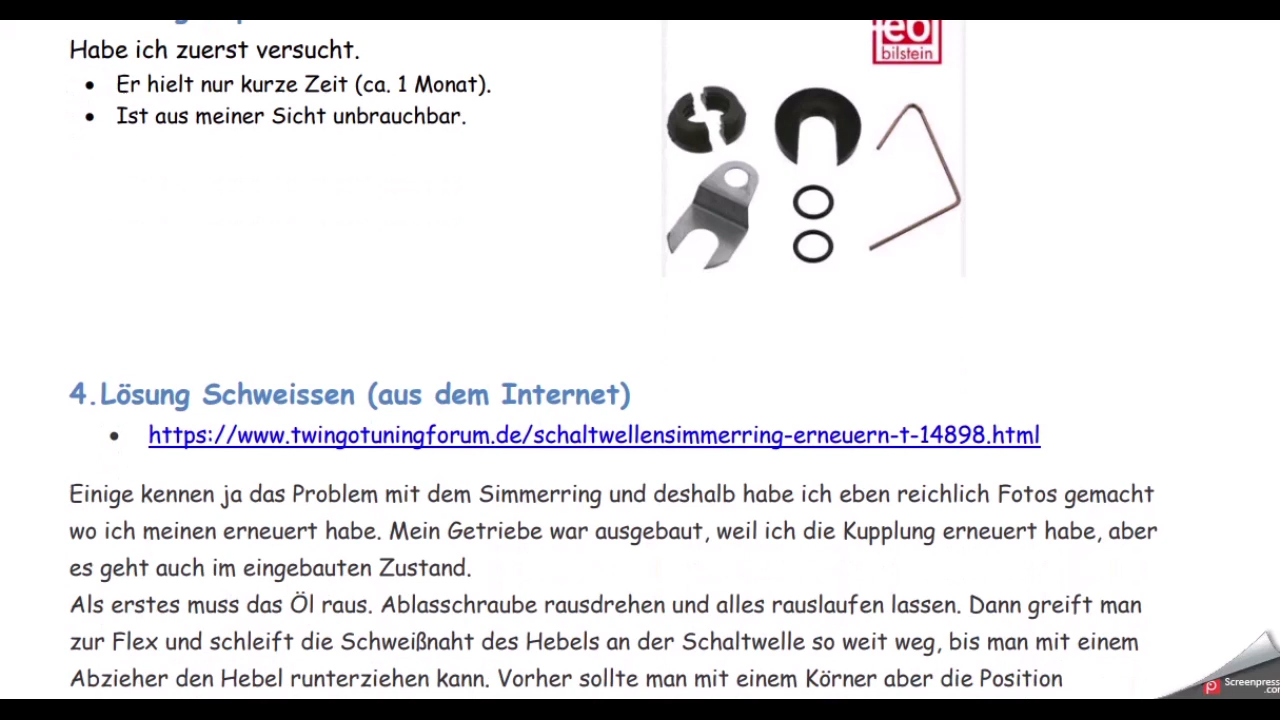 Habe ich zuerst versucht.
• Er hielt nur kurze Zeit (ca. 1 Monat).
• Ist aus meiner Sicht unbrauchbar.
bilstein
4. Lösung Schweissen (aus dem Internet)
• https://www.twingotuningforum.de/schaltwellensimmerring-erneuern-t-14898.html
Einige kennen ja das Problem mit dem Simmerring und deshalb habe ich eben reichlich Fotos gemacht
wo ich meinen erneuert habe. Mein Getriebe war ausgebaut, weil ich die Kupplung erneuert habe, aber
es geht auch im eingebauten Zustand.
Als erstes muss das Öl raus. Ablasschraube rausdrehen und alles rauslaufen lassen. Dann greift man
zur Flex und schleift die Schweißnaht des Hebels an der Schaltwelle so weit weg, bis man mit einem
Abzieher den Hebel runterziehen kann. Vorher sollte man mit einem Körner aber die Position
Screenpresso